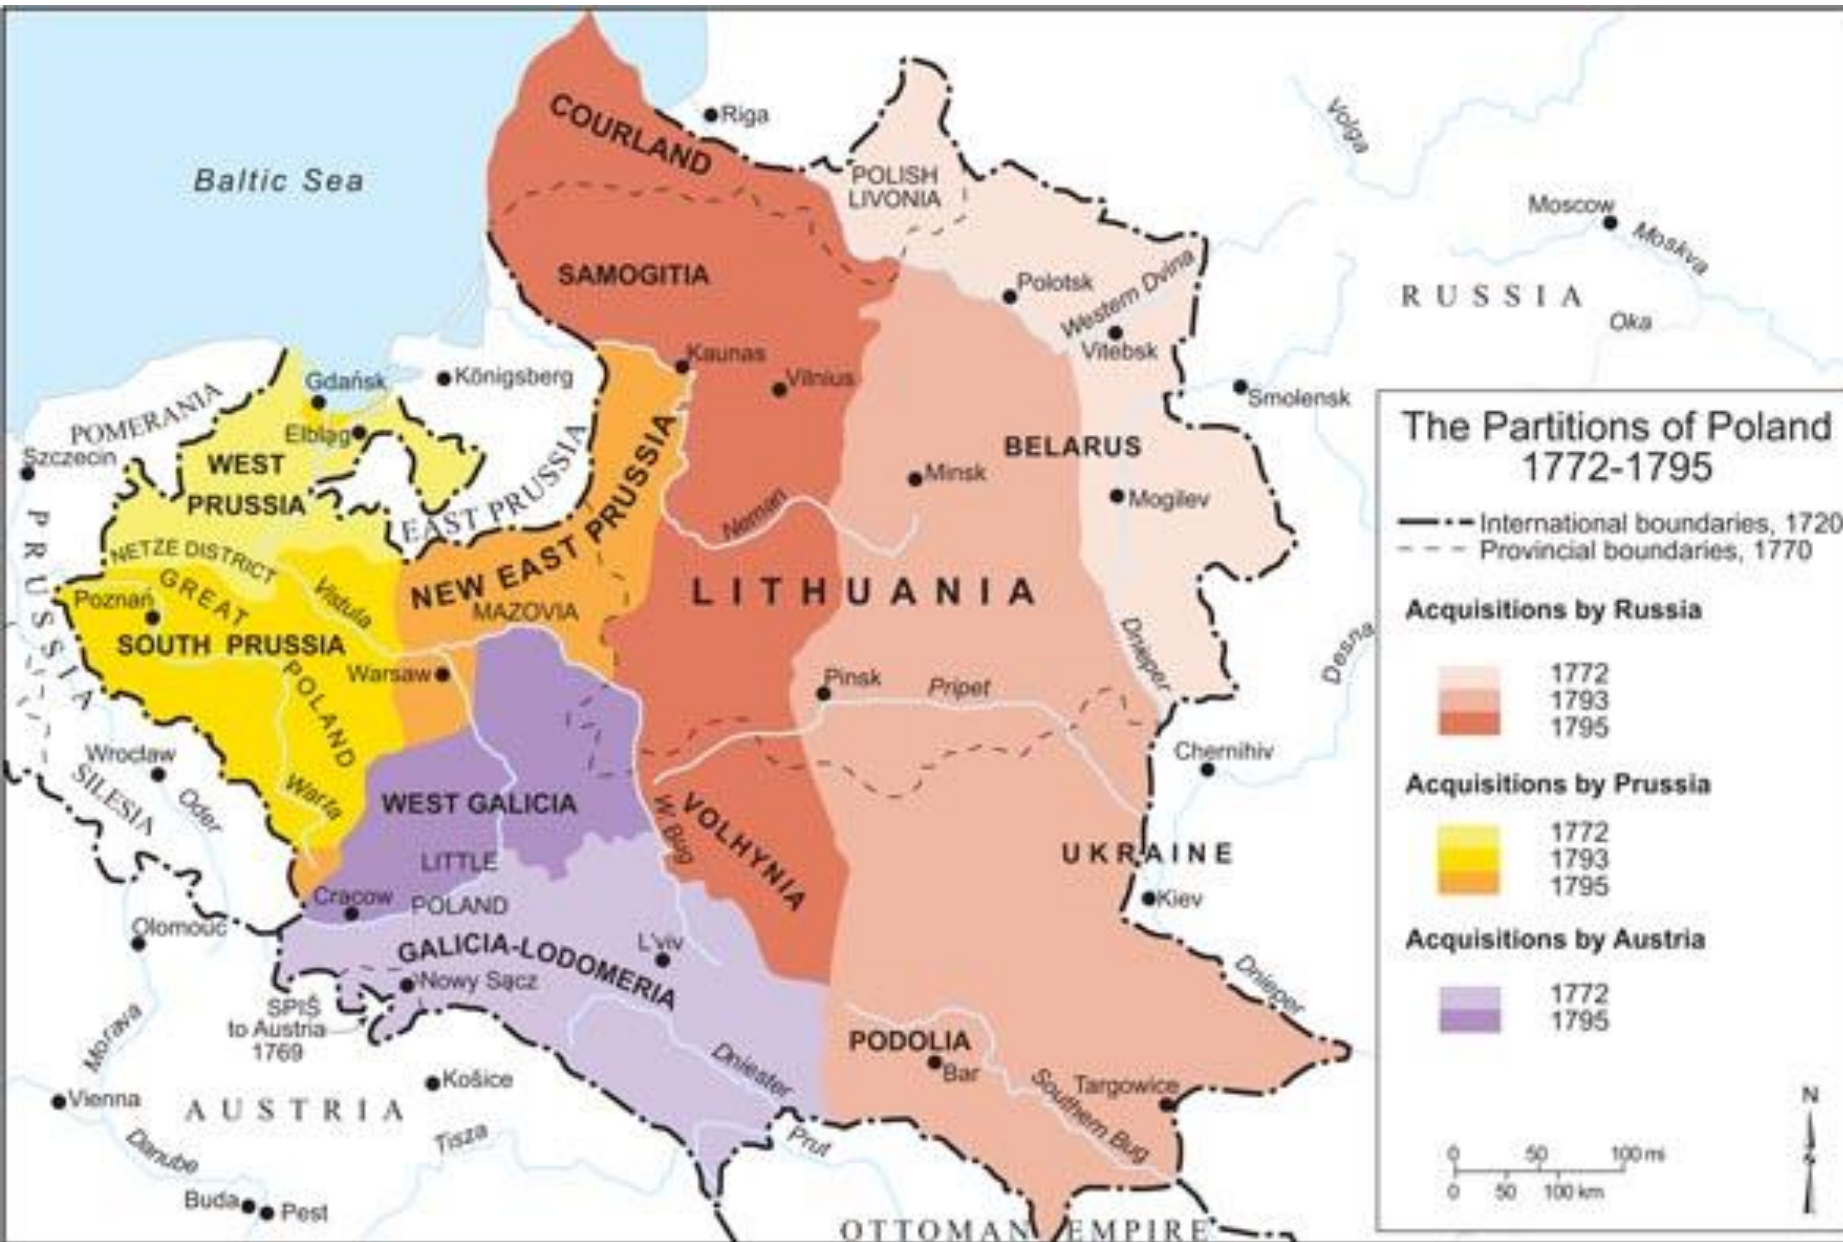 COURLAND
Riga
Volga
Baltic Sea
POLISH
LIVONIA
Moscow
Moskva
SAMOGITIA
Polotsk
Western Dvina
RUSSIA
Oka
Vitebsk
Kaunas
Vilnius
Gdańsk
Königsberg
Smolensk
POMERANIA
Elbląg
Szczecin
WEST
PRUSSIA
EAST PRUSSIA
BELARUS
Minsk
Mogilev
Neman
PRUSSIA
NETZE DISTRICT
NEW EAST PRUSSIA
MAZOVIA
LITHUANIA
Vistula
GREAT
POLAND
Poznań
SOUTH PRUSSIA
Warsaw
Dnieper
Desna
Pinsk
Pripet
Wrocław
SILESIA
Oder
Warta
WEST GALICIA
W. Bug
VOLHYNIA
Chernihiv
UKRAINE
LITTLE
POLAND
Cracow
Kiev
Olomouc
GALICIA-LODOMERIA
L'viv
Nowy Sącz
SPIŠ
to Austria
1769
Dnieper
Morava
Košice
Dniester
PODOLIA
Bar
Targowice
Southern Bug
Vienna
AUSTRIA
Danube
Tisza
Prut
Buda
Pest
OTTOMAN EMPIRE
The Partitions of Poland
1772-1795
International boundaries, 1720
Provincial boundaries, 1770
Acquisitions by Russia
1772
1793
1795
Acquisitions by Prussia
1772
1793
1795
Acquisitions by Austria
1772
1795
N
0 50 100 mi
0 50 100 km